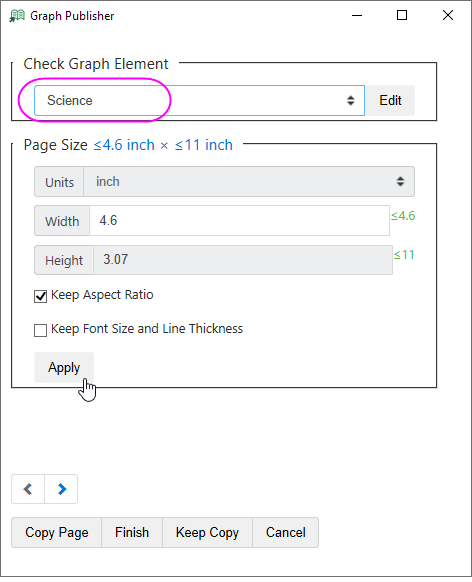 Graph Publisher
Check Graph Element
Science
Edit
Page Size ≤4.6 inch × ≤11 inch
Units inch
Width 4.6 ≤4.6
Height 3.07 ≤11
Keep Aspect Ratio
Keep Font Size and Line Thickness
Apply
Copy Page Finish Keep Copy Cancel